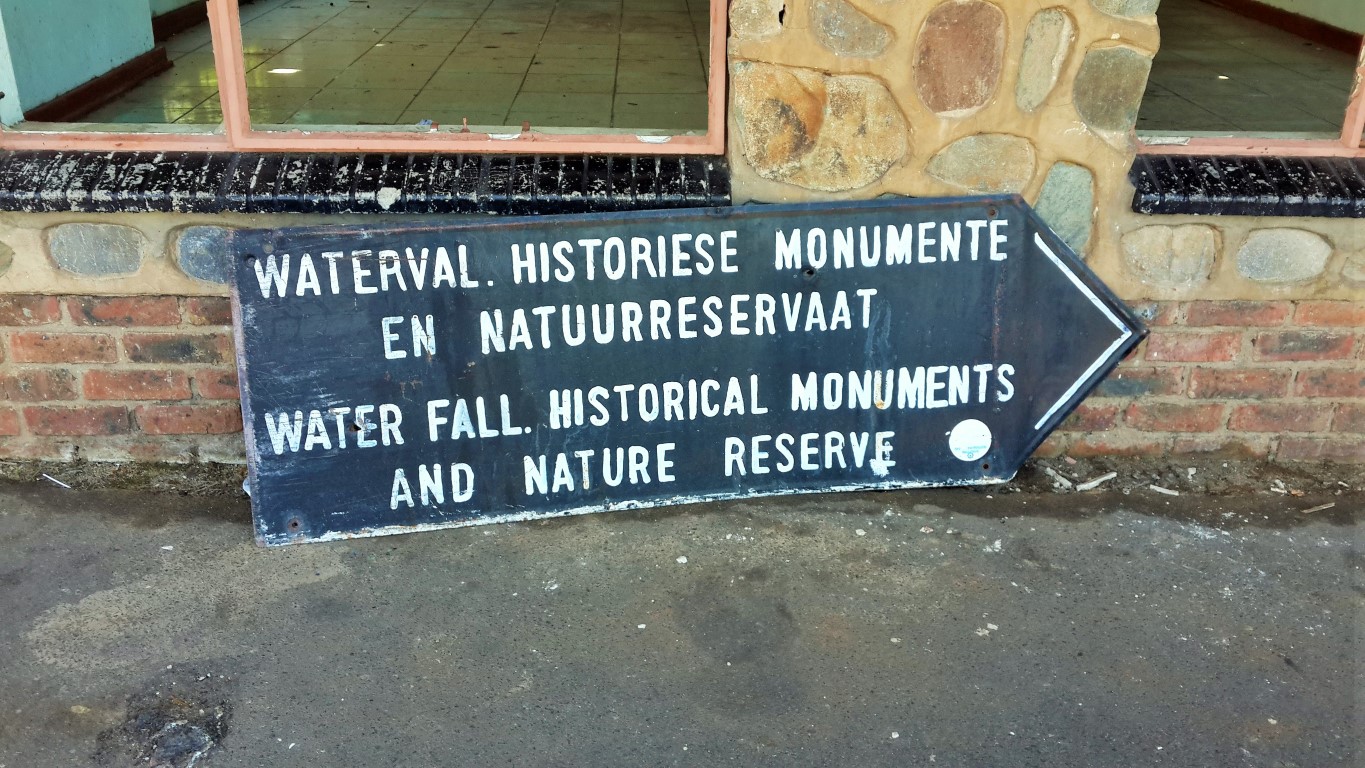 WATERVAL. HISTORIESE MONUMENTE
EN NATUURRESERVAAT
WATER FALL. HISTORICAL MONUMENTS
AND NATURE RESERVE